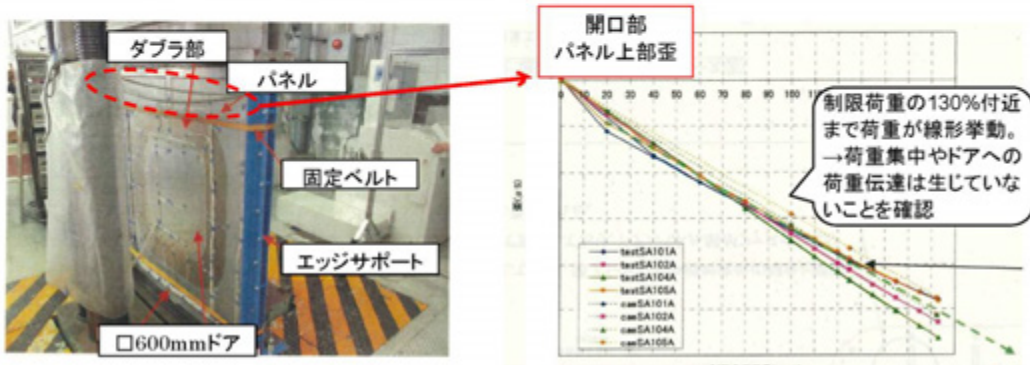 ダブラ部
パネル
固定ベルト
エッジサポート
□600mmドア
開口部
パネル上部歪
0
20
40
60
80
100
制限荷重の130%付近
まで荷重が線形挙動。
→荷重集中やドアへの
荷重伝達は生じていな
いことを確認
testSA101A
testSA102A
testSA104A
testSA105A
caeSA101A
caeSA102A
caeSA104A
caeSA105A